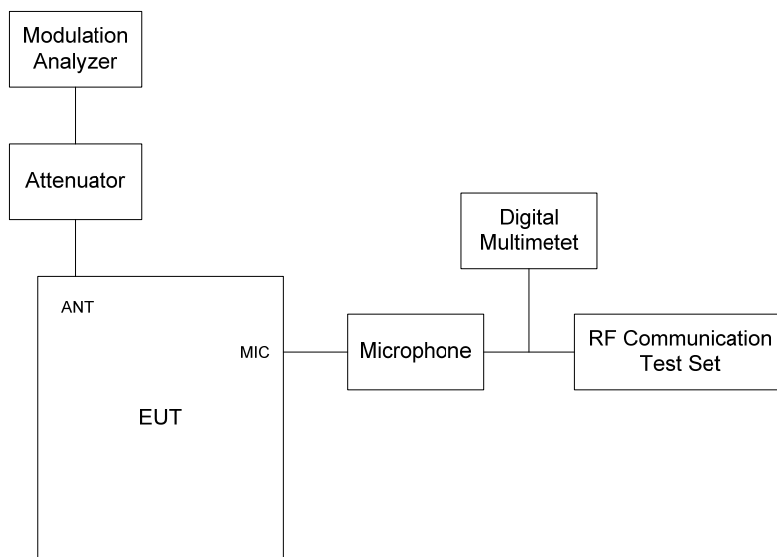 Modulation
Analyzer
Attenuator
Digital
Multimetet
ANT
MIC
Microphone
RF Communication
Test Set
EUT